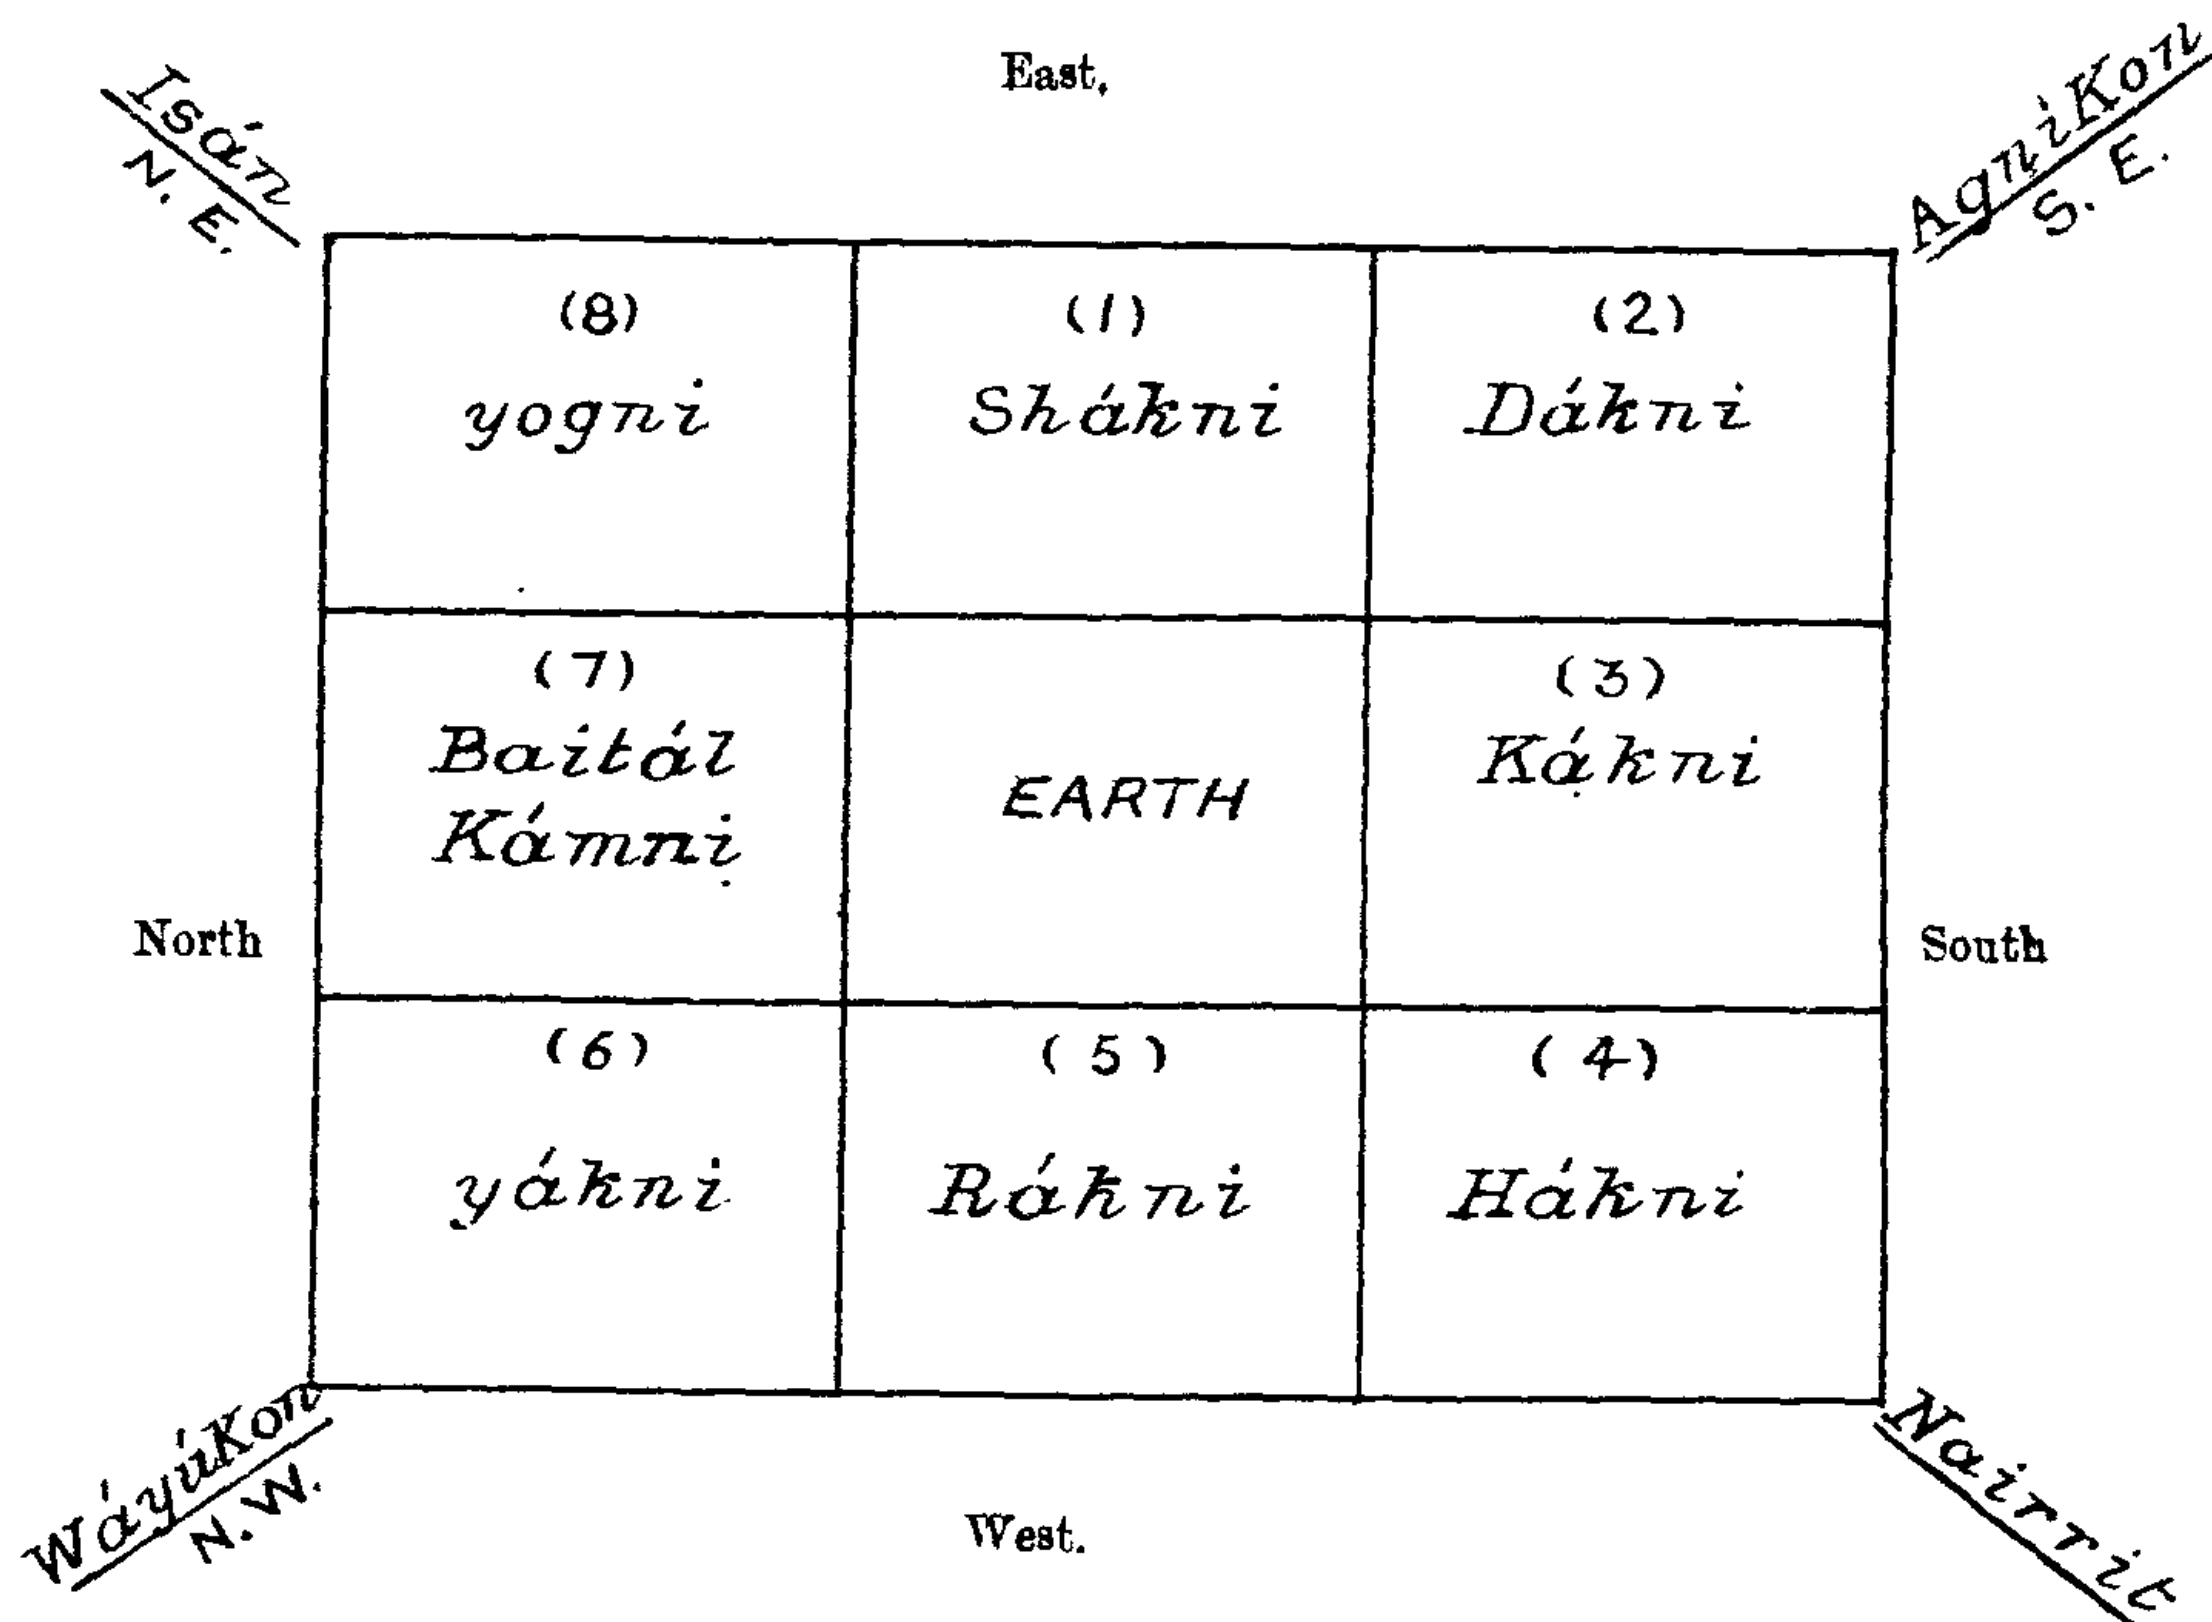 East.
Isán
N. E.
AgniKon
S. E.
(8)
yogni
(1)
Shákni
(2)
Dákni
(7)
Baitál
Kámni
EARTH
(3)
Kákni
North
South
(6)
yákni
(5)
Rákni
(4)
Hákni
WáyúKon
N. W.
West.
Nairrit